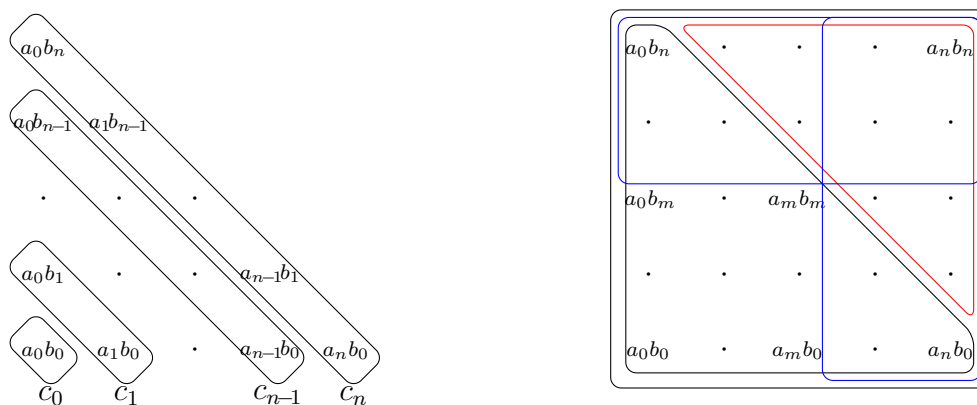 a₀bₙ
a₀bₙ₋₁ a₁bₙ₋₁
a₀b₁ aₙ₋₁b₁
a₀b₀ a₁b₀ aₙ₋₁b₀ aₙb₀
c₀ c₁ cₙ₋₁ cₙ
a₀bₙ aₙbₙ
a₀bₘ aₘbₘ
a₀b₀ aₘb₀ aₙb₀